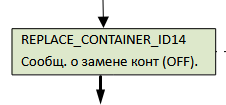 REPLACE_CONTAINER_ID14
Сообщ. о замене конт (OFF).